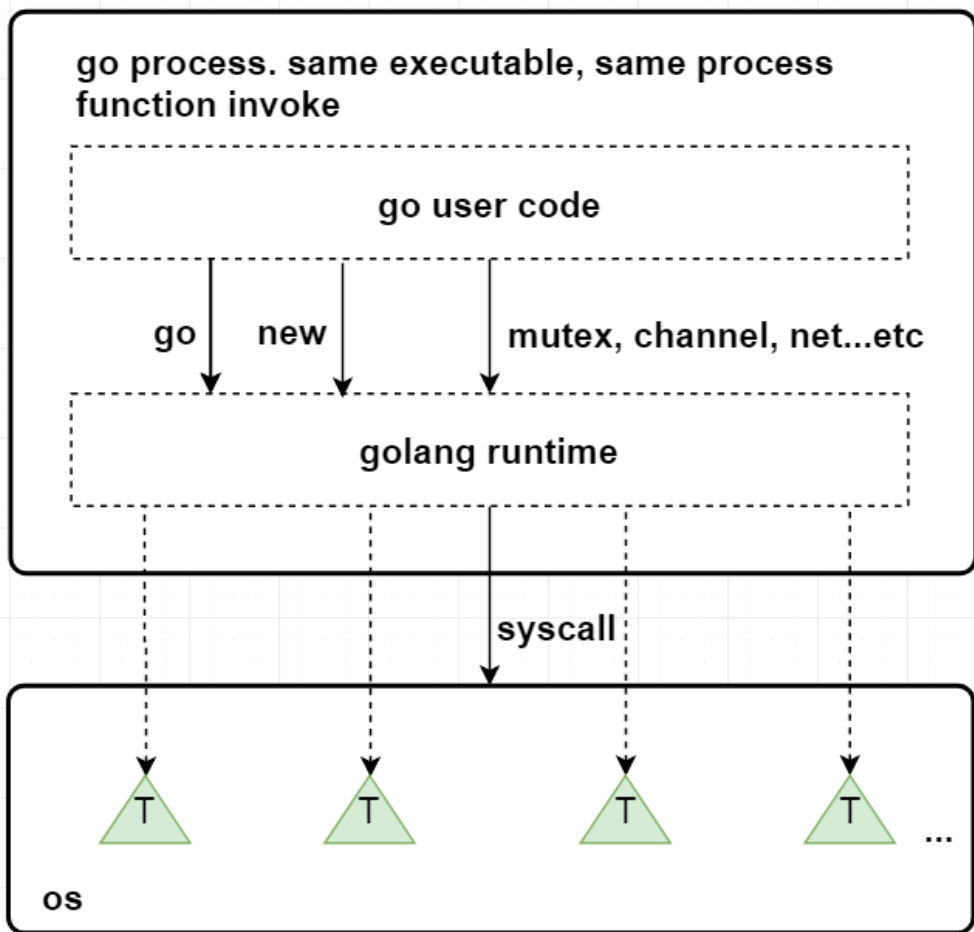 go process. same executable, same process
function invoke
go user code
go
new
mutex, channel, net...etc
golang runtime
syscall
T
T
T
T
...
os